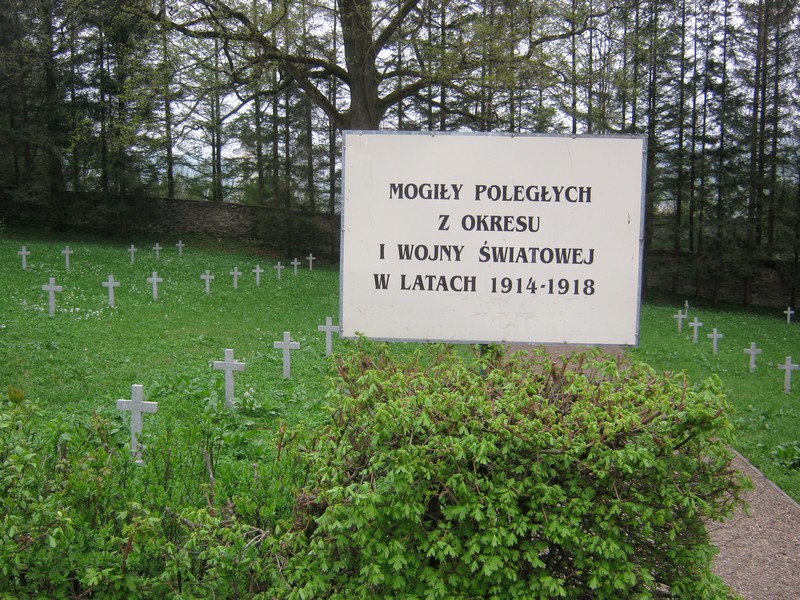 MOGIŁY POLEGŁYCH
Z OKRESU
I WOJNY ŚWIATOWEJ
W LATACH 1914-1918